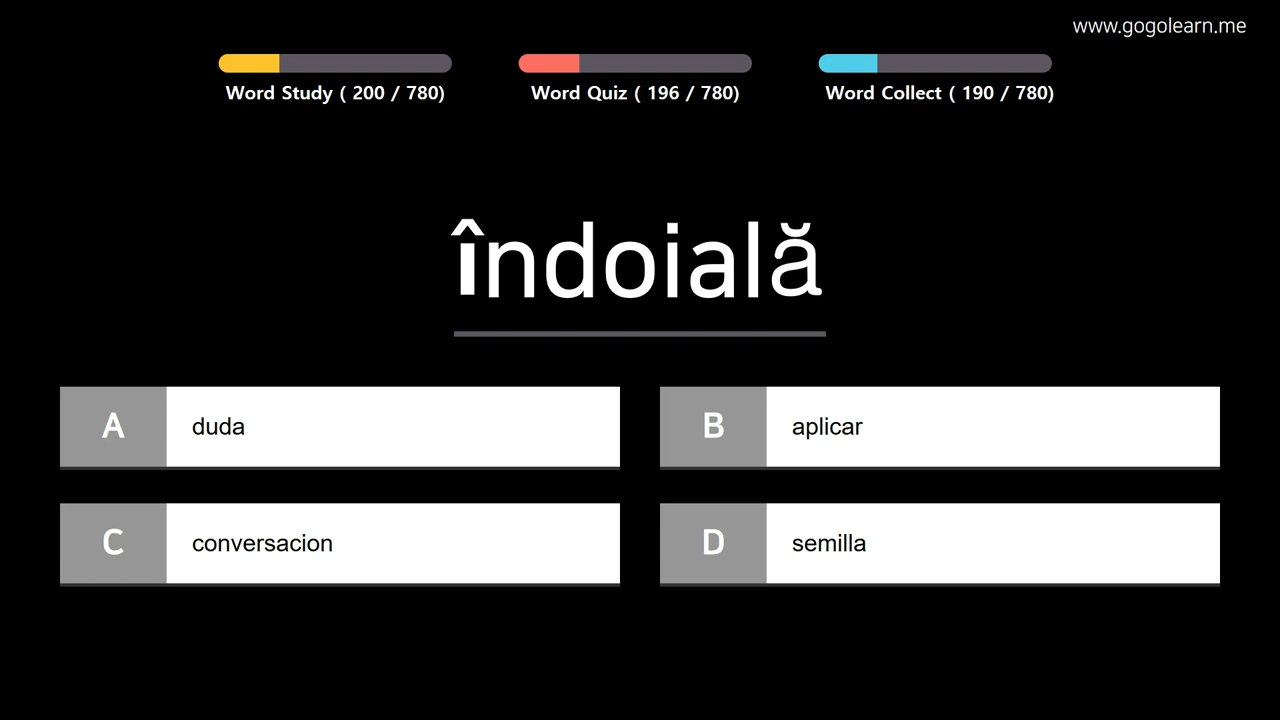 www.gogolearn.me
Word Study ( 200 / 780)
Word Quiz ( 196 / 780)
Word Collect ( 190 / 780)
îndoială
A duda
B aplicar
C conversacion
D semilla